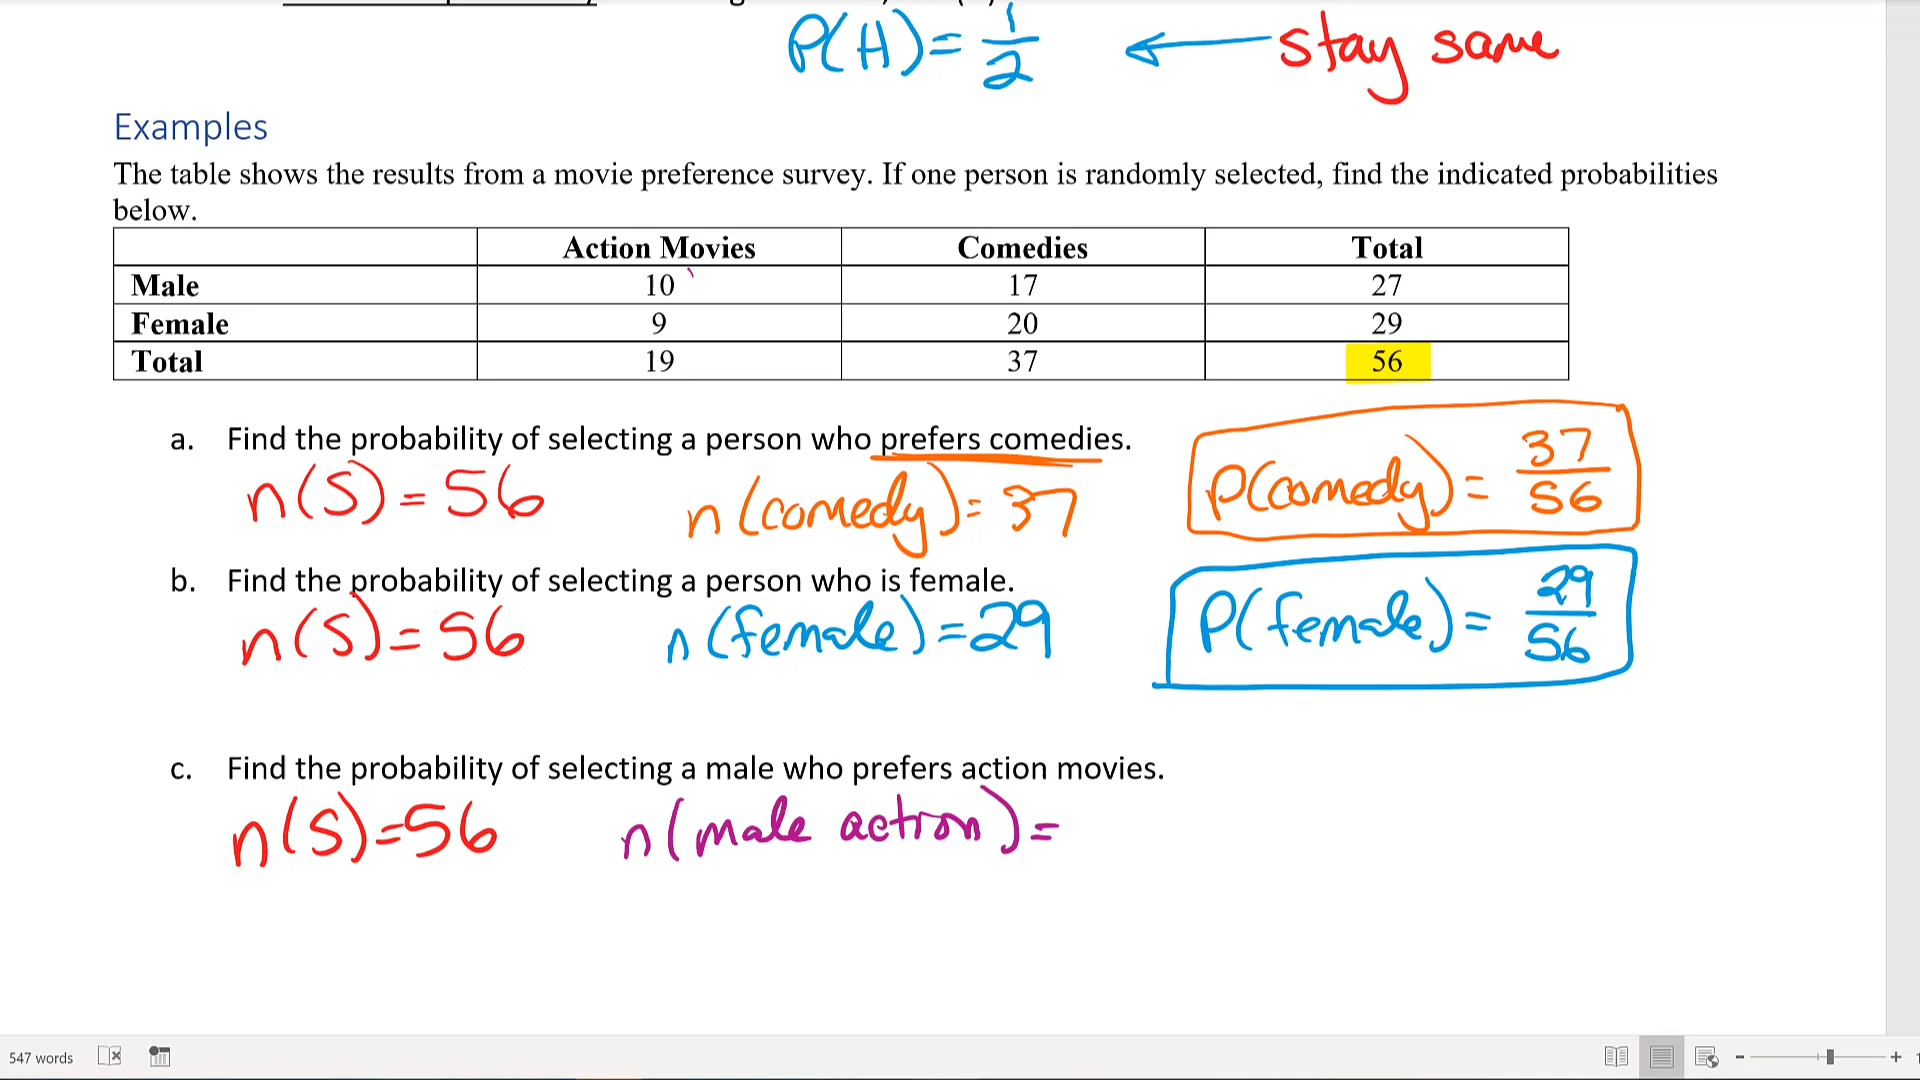 P(H) = 1/2 ← stay same
Examples
The table shows the results from a movie preference survey. If one person is randomly selected, find the indicated probabilities
below.
Action Movies Comedies Total
Male 10 17 27
Female 9 20 29
Total 19 37 56
a. Find the probability of selecting a person who prefers comedies.
n(S) = 56 n(comedy) = 37 P(comedy) = 37/56
b. Find the probability of selecting a person who is female.
n(S) = 56 n(female) = 29 P(female) = 29/56
c. Find the probability of selecting a male who prefers action movies.
n(S) = 56 n(male action) =
547 words